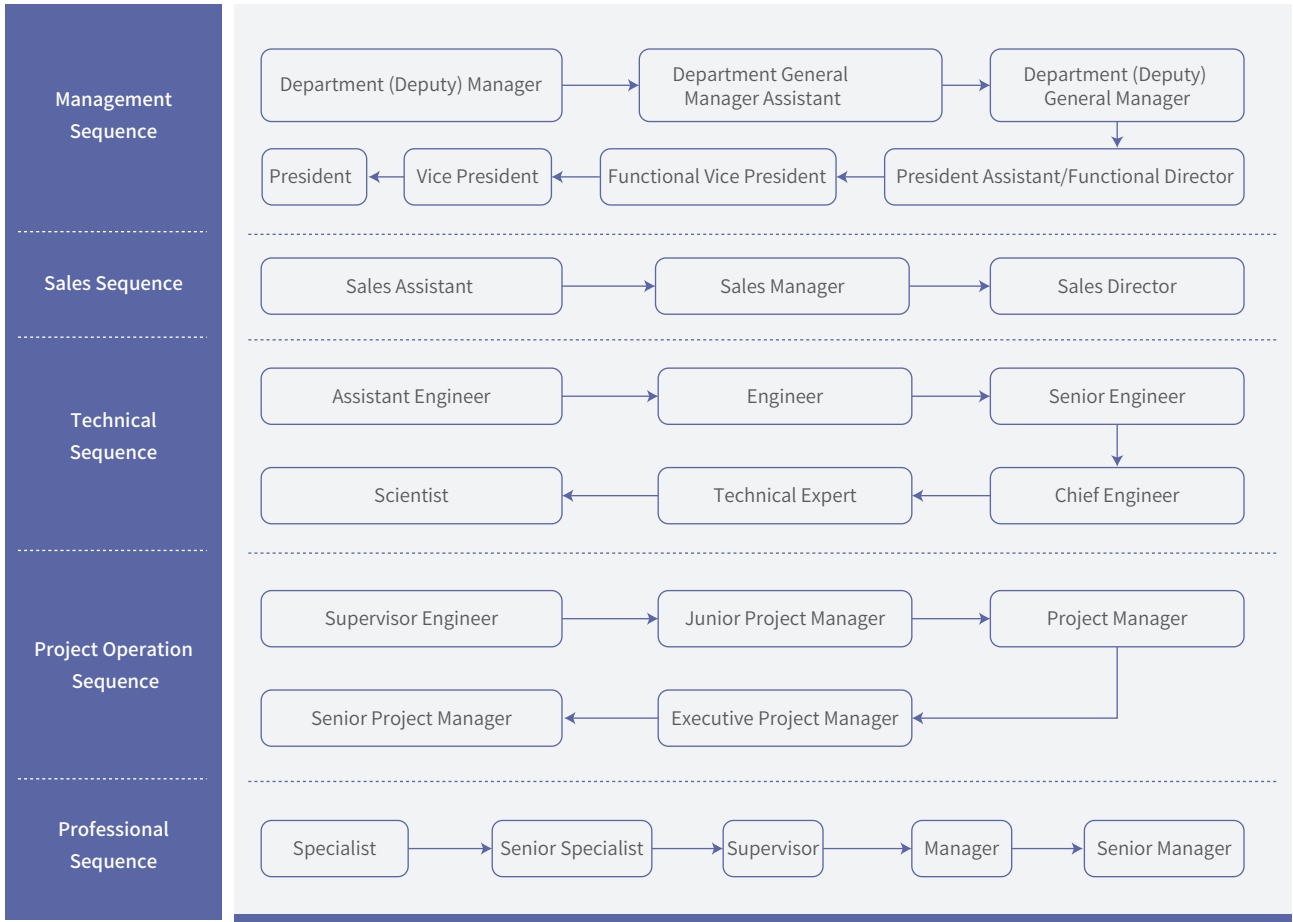 Management
Sequence
Department (Deputy) Manager
Department General
Manager Assistant
Department (Deputy)
General Manager
President
Vice President
Functional Vice President
President Assistant/Functional Director
Sales Sequence
Sales Assistant
Sales Manager
Sales Director
Technical
Sequence
Assistant Engineer
Engineer
Senior Engineer
Scientist
Technical Expert
Chief Engineer
Project Operation
Sequence
Supervisor Engineer
Junior Project Manager
Project Manager
Senior Project Manager
Executive Project Manager
Professional
Sequence
Specialist
Senior Specialist
Supervisor
Manager
Senior Manager